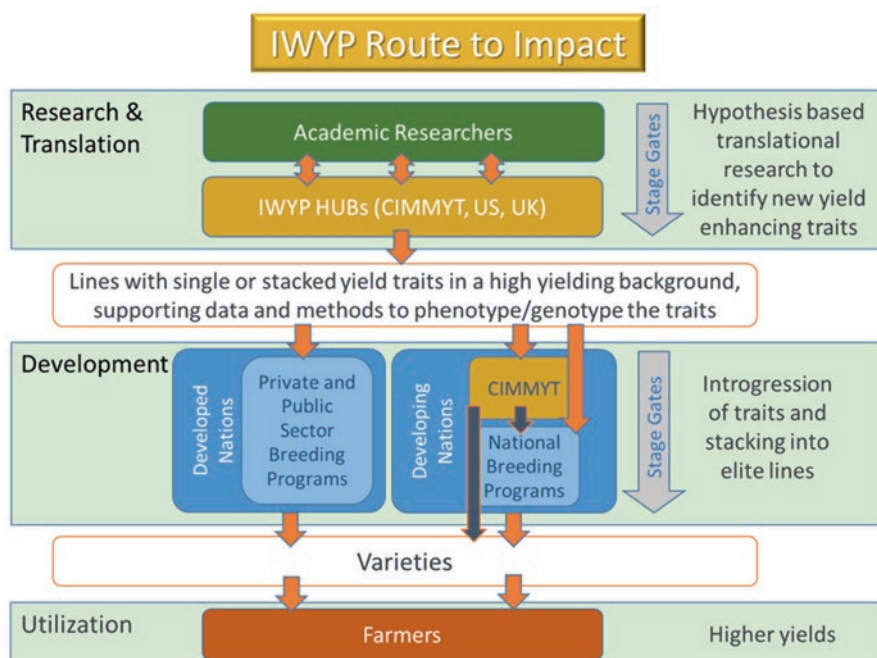 IWYP Route to Impact
Research &
Translation
Academic Researchers
IWYP HUBs (CIMMYT, US, UK)
Stage Gates
Hypothesis based
translational
research to
identify new yield
enhancing traits
Lines with single or stacked yield traits in a high yielding background,
supporting data and methods to phenotype/genotype the traits
Development
Developed
Nations
Private and
Public
Sector
Breeding
Programs
Developing
Nations
CIMMYT
National
Breeding
Programs
Stage Gates
Introgression
of traits and
stacking into
elite lines
Varieties
Utilization
Farmers
Higher yields